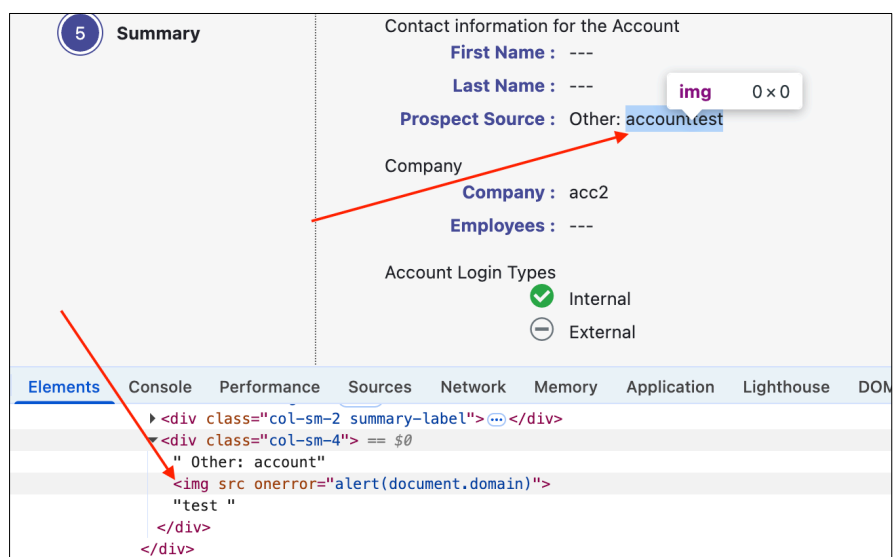 5 Summary
Contact information for the Account
First Name : ---
Last Name : ---
img 0 × 0
Prospect Source : Other: accounttest
Company
Company : acc2
Employees : ---
Account Login Types
Internal
External
Elements Console Performance Sources Network Memory Application Lighthouse DOM
<div class="col-sm-2 summary-label">…</div>
<div class="col-sm-4"> == $0
" Other: account"
<img src onerror="alert(document.domain)">
"test "
</div>
</div>